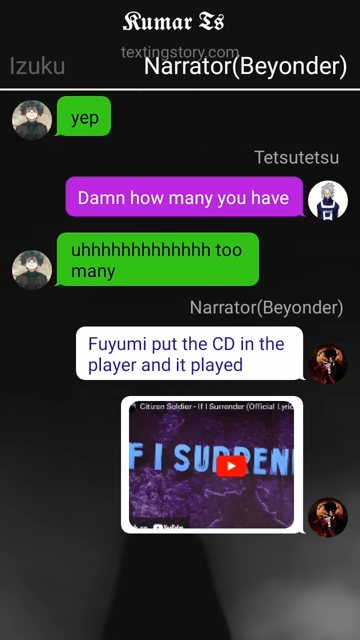 Kumar Ts
textingstory.com
Izuku
Narrator(Beyonder)
yep
Tetsutetsu
Damn how many you have
uhhhhhhhhhhhhh too
many
Narrator(Beyonder)
Fuyumi put the CD in the
player and it played
Citizen Soldier - If I Surrender (Official Lyric
F I SURREN